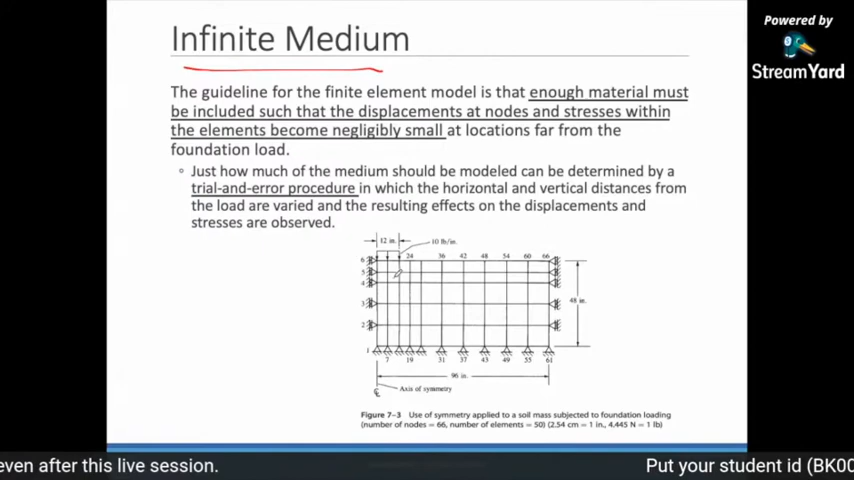 Infinite Medium
Powered by
StreamYard
The guideline for the finite element model is that enough material must
be included such that the displacements at nodes and stresses within
the elements become negligibly small at locations far from the
foundation load.
Just how much of the medium should be modeled can be determined by a
trial-and-error procedure in which the horizontal and vertical distances from
the load are varied and the resulting effects on the displacements and
stresses are observed.
12 in.
10 lb/in.
6 24 36 42 48 54 60 66
5
4
3
48 in.
2
1
7 19 31 37 43 49 55 61
96 in.
Axis of symmetry
Figure 7–3 Use of symmetry applied to a soil mass subjected to foundation loading
(number of nodes = 66, number of elements = 50) (2.54 cm = 1 in., 4.445 N = 1 lb)
even after this live session.
Put your student id (BK00